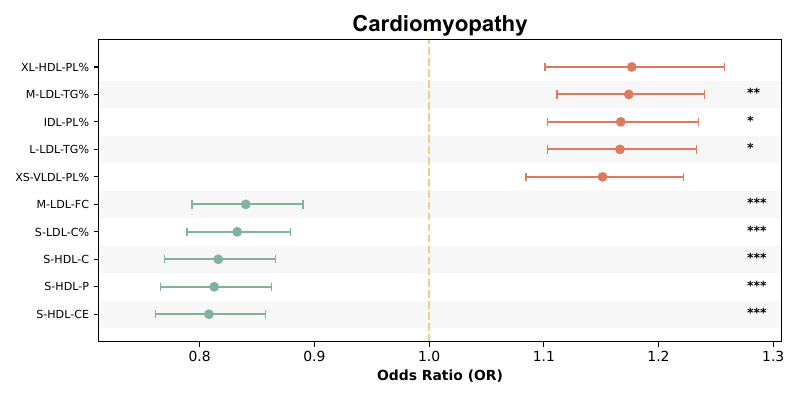 Cardiomyopathy
XL-HDL-PL%
M-LDL-TG% **
IDL-PL% *
L-LDL-TG% *
XS-VLDL-PL%
M-LDL-FC ***
S-LDL-C% ***
S-HDL-C ***
S-HDL-P ***
S-HDL-CE ***
0.8 0.9 1.0 1.1 1.2 1.3
Odds Ratio (OR)